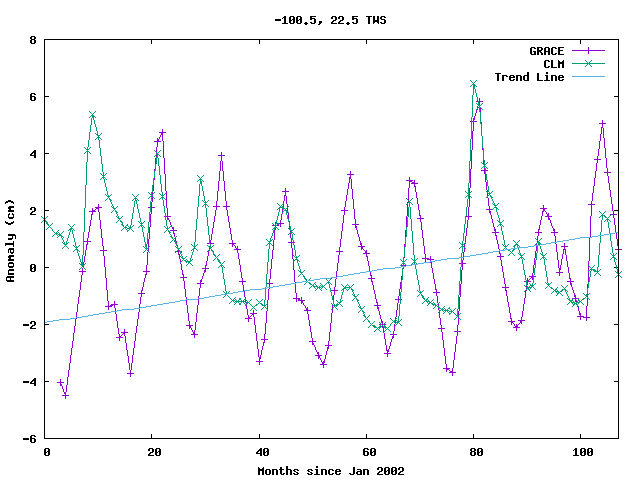 -100.5, 22.5 TWS
GRACE
CLM
Trend Line
Anomaly (cm)
8
6
4
2
0
-2
-4
-6
0 20 40 60 80 100
Months since Jan 2002